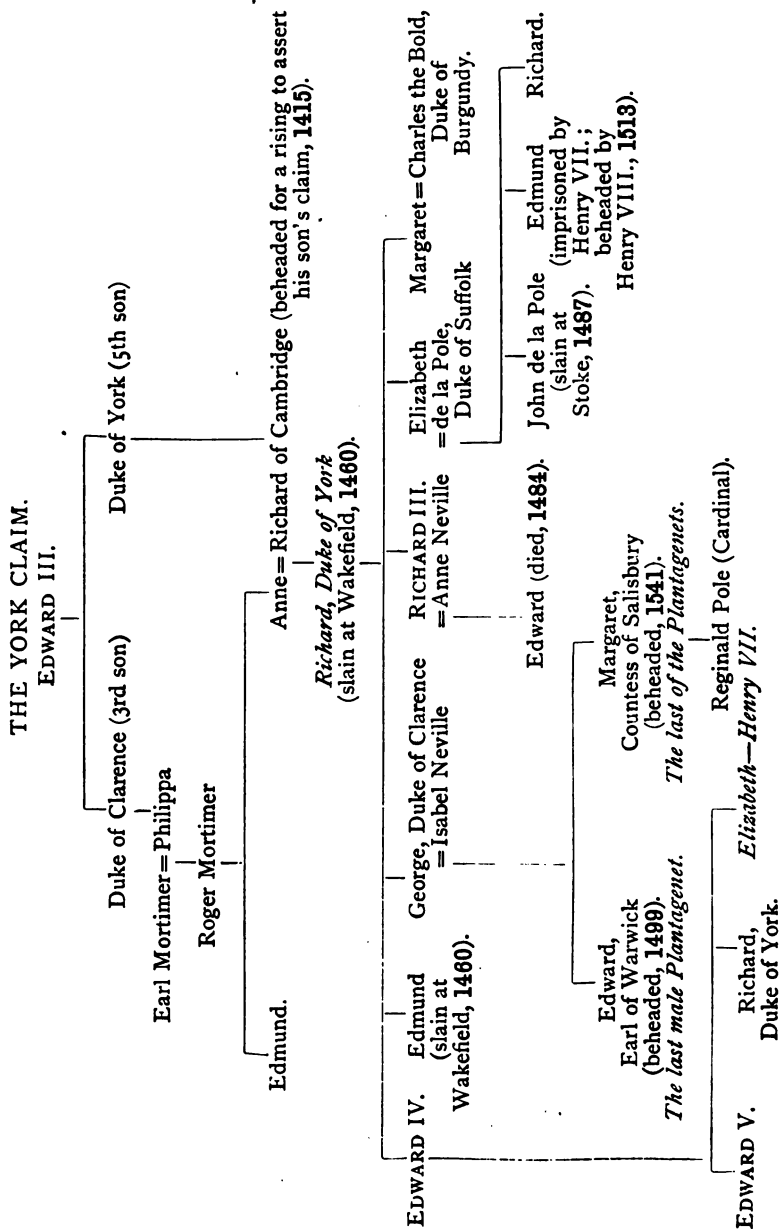 THE YORK CLAIM.
EDWARD III.
Duke of Clarence (3rd son)
Duke of York (5th son)
Earl Mortimer = Philippa
Roger Mortimer
Edmund.
Anne = Richard of Cambridge (beheaded for a rising to assert
his son's claim, 1415).
Richard, Duke of York
(slain at Wakefield, 1460).
EDWARD IV.
Edmund
(slain at
Wakefield, 1460).
George, Duke of Clarence
= Isabel Neville
RICHARD III.
= Anne Neville
Elizabeth
= de la Pole,
Duke of Suffolk
Margaret = Charles the Bold,
Duke of
Burgundy.
Edward (died, 1484).
John de la Pole
(slain at
Stoke, 1487).
Edmund
(imprisoned by
Henry VII.;
beheaded by
Henry VIII., 1513).
Richard.
Edward,
Earl of Warwick
(beheaded, 1499).
The last male Plantagenet.
Margaret,
Countess of Salisbury
(beheaded, 1541).
The last of the Plantagenets.
Reginald Pole (Cardinal).
EDWARD V.
Richard,
Duke of York.
Elizabeth—Henry VII.